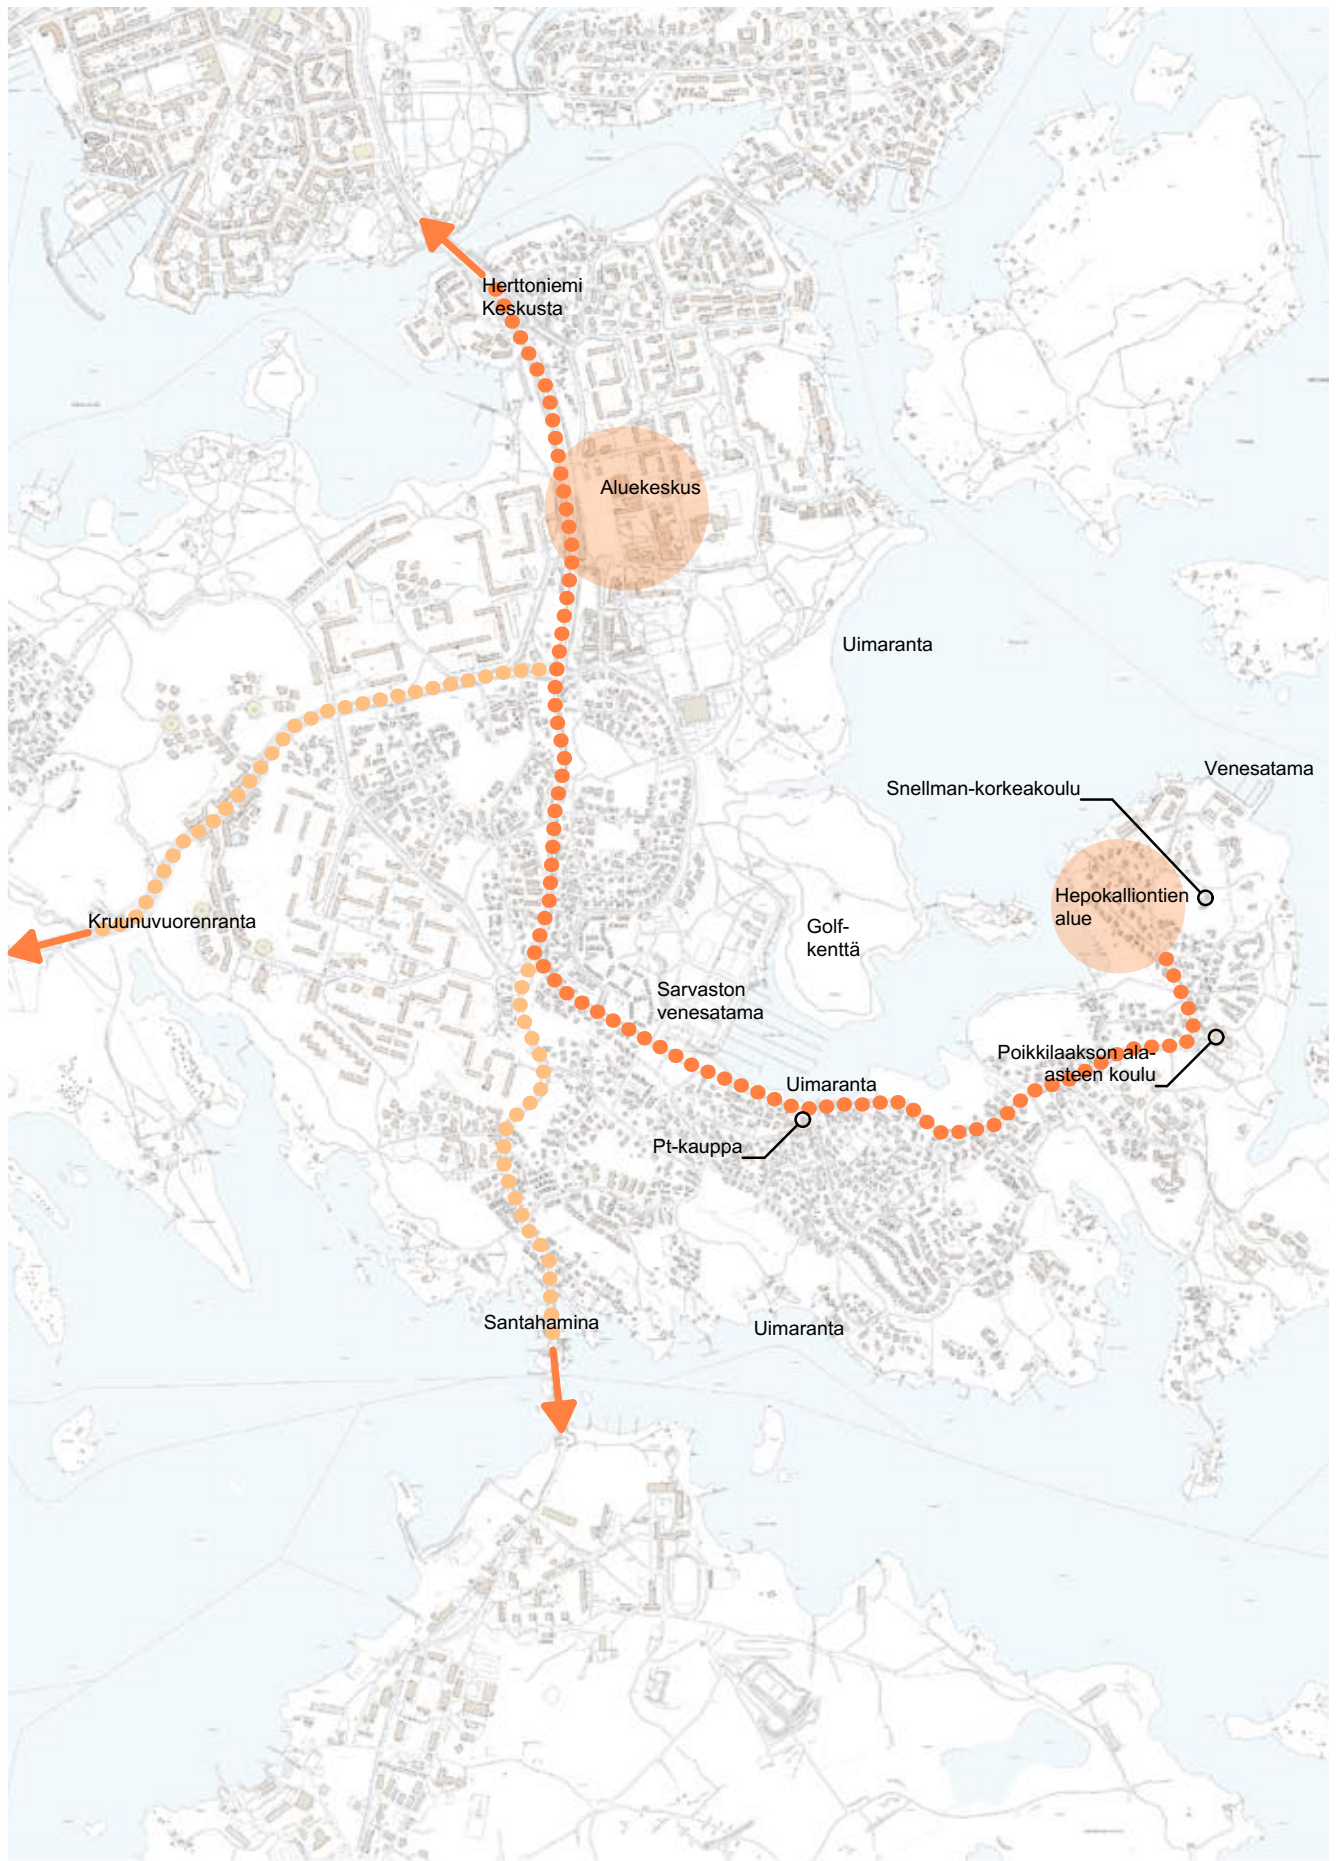 Herttoniemi
Keskusta
Aluekeskus
Uimaranta
Venesatama
Snellman-korkeakoulu
Hepokalliontien
alue
Kruunuvuorenranta
Golf-
kenttä
Sarvaston
venesatama
Poikkilaakson ala-
asteen koulu
Uimaranta
Pt-kauppa
Santahamina
Uimaranta